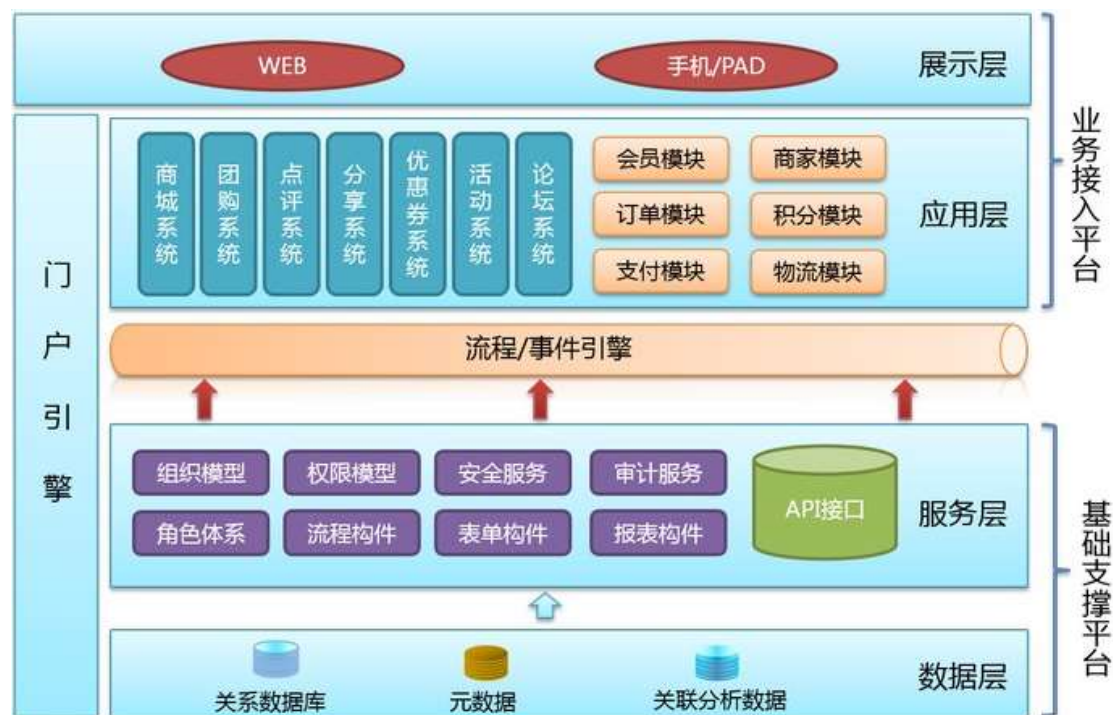 WEB
手机/PAD
展示层
业务接入平台
门户引擎
商城系统
团购系统
点评系统
分享系统
优惠券系统
活动系统
论坛系统
会员模块
商家模块
订单模块
积分模块
支付模块
物流模块
应用层
流程/事件引擎
组织模型
权限模型
安全服务
审计服务
角色体系
流程构件
表单构件
报表构件
API接口
服务层
基础支撑平台
关系数据库
元数据
关联分析数据
数据层